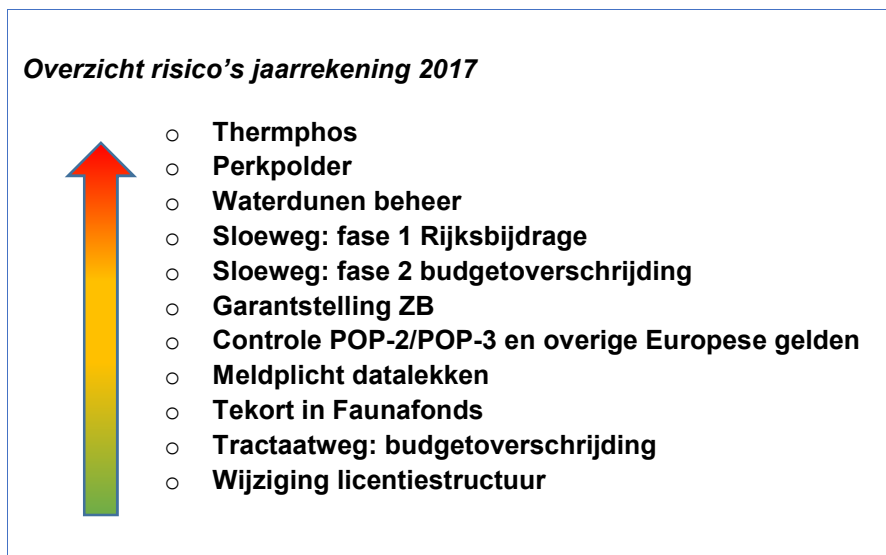 Overzicht risico's jaarrekening 2017
o Thermphos
o Perkpolder
o Waterdunen beheer
o Sloeweg: fase 1 Rijksbijdrage
o Sloeweg: fase 2 budgetoverschrijding
o Garantstelling ZB
o Controle POP-2/POP-3 en overige Europese gelden
o Meldplicht datalekken
o Tekort in Faunafonds
o Tractaatweg: budgetoverschrijding
o Wijziging licentiestructuur